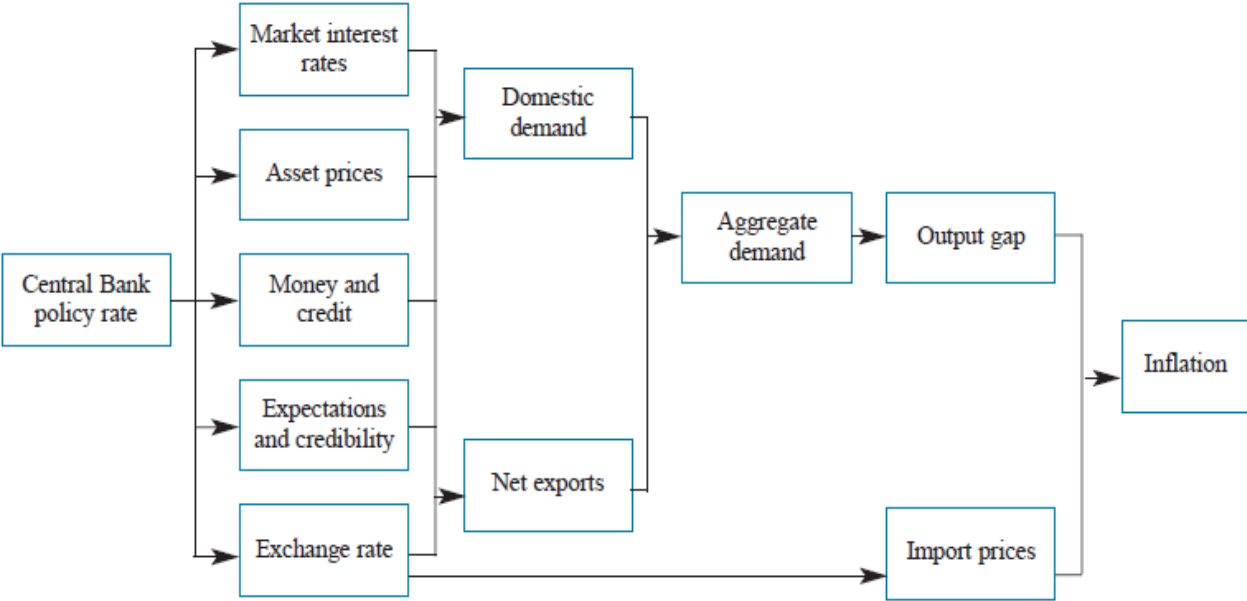 Market interest
rates
Domestic
demand
Asset prices
Aggregate
demand
Output gap
Central Bank
policy rate
Money and
credit
Inflation
Expectations
and credibility
Net exports
Exchange rate
Import prices